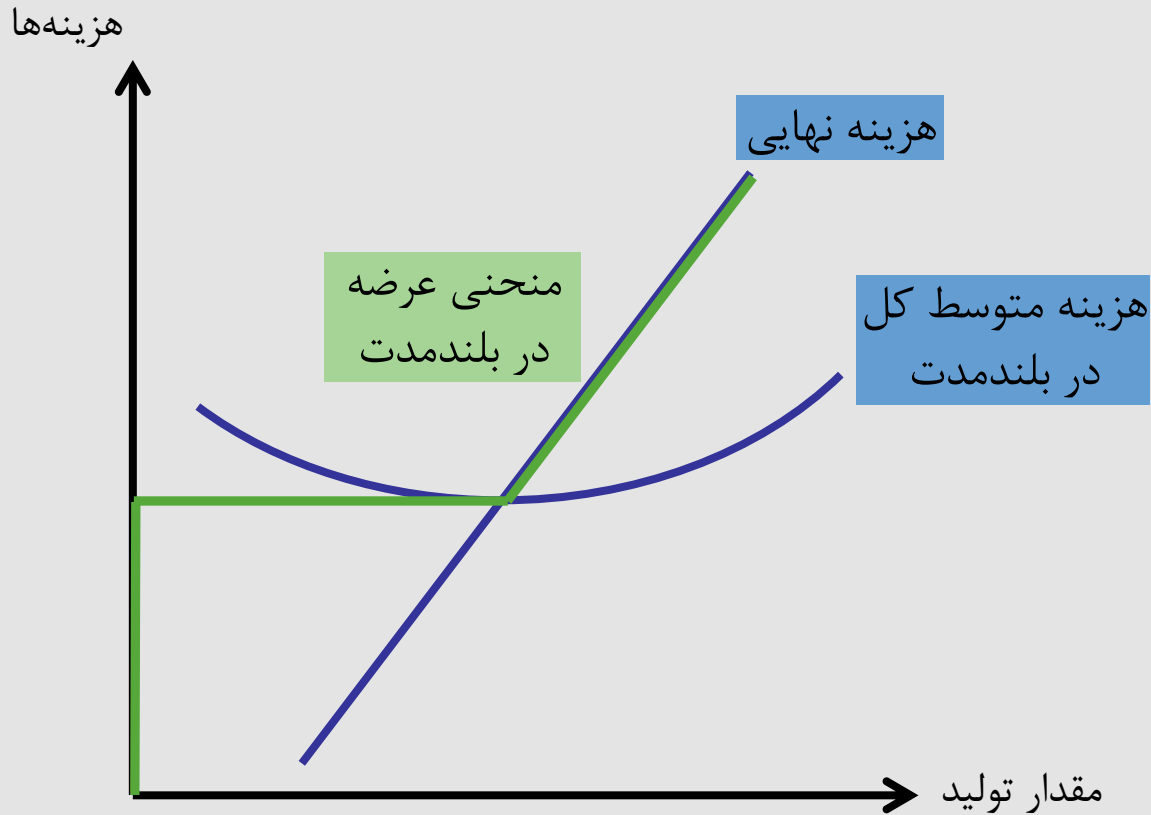 هزینه‌ها
هزینه نهایی
منحنی عرضه
در بلندمدت
هزینه متوسط کل
در بلندمدت
مقدار تولید